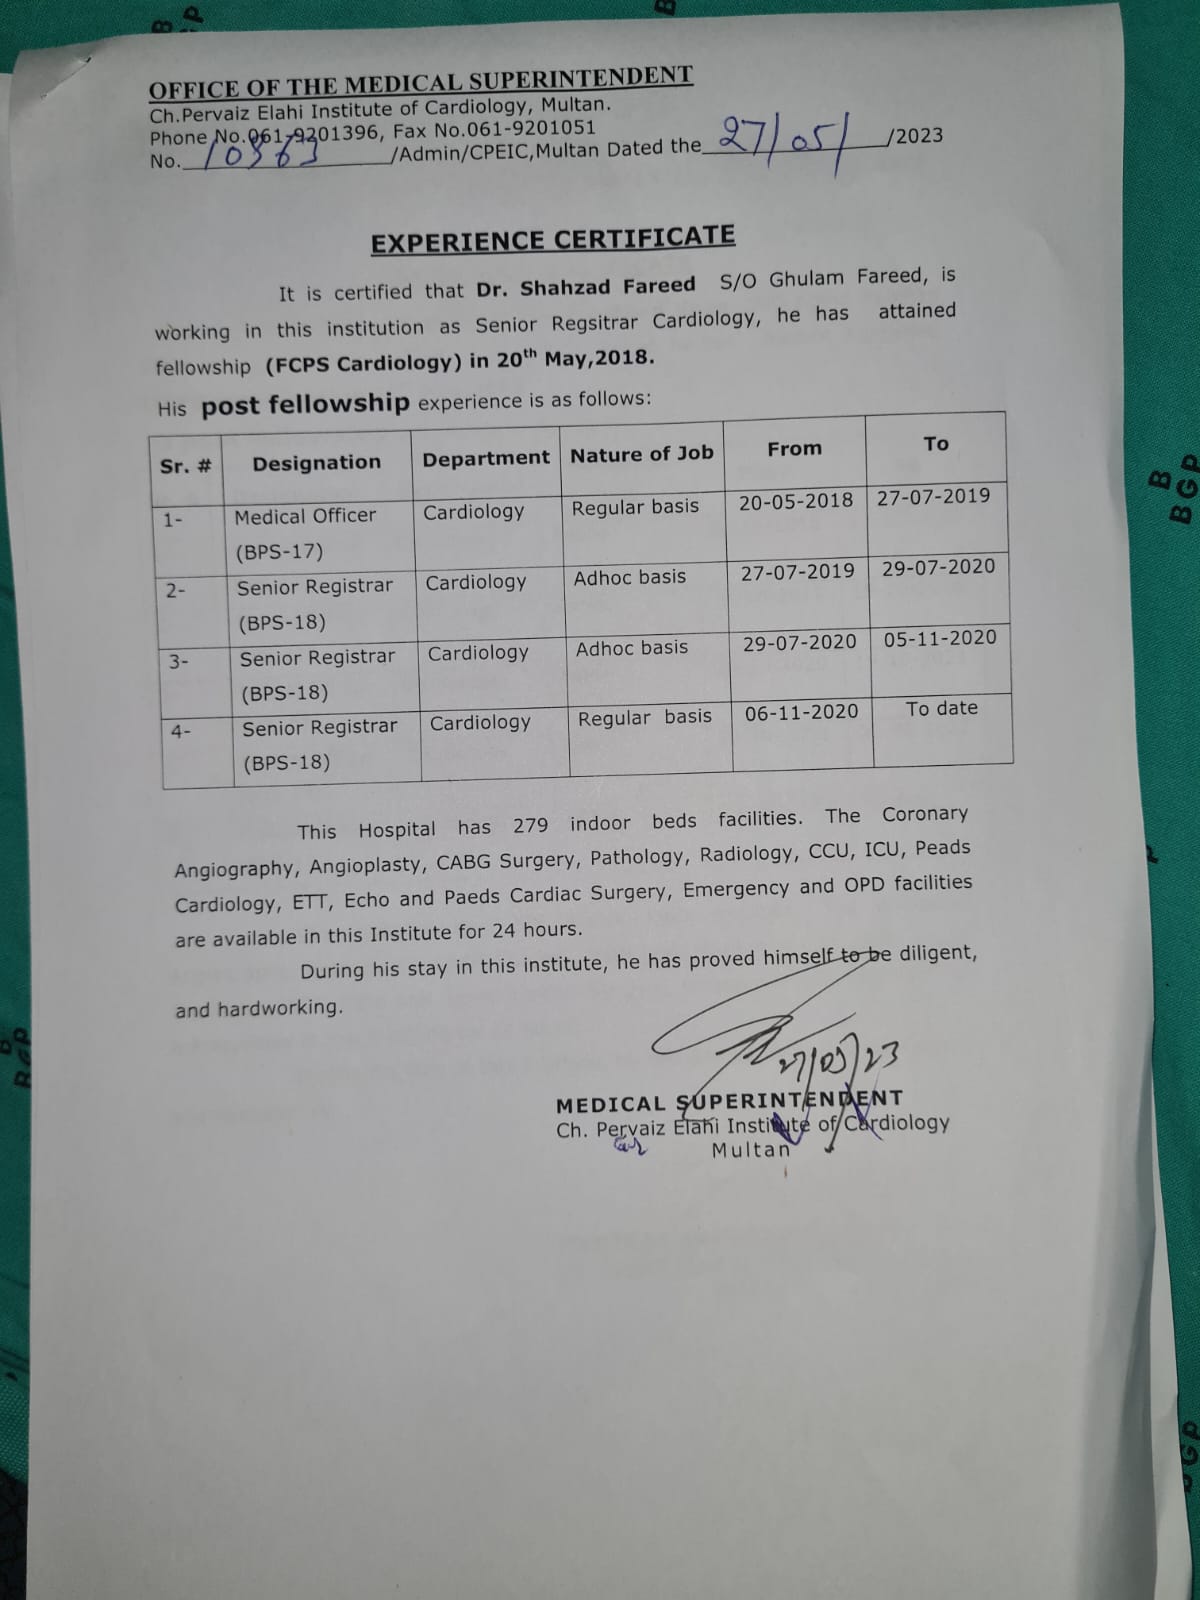 OFFICE OF THE MEDICAL SUPERINTENDENT
Ch.Pervaiz Elahi Institute of Cardiology, Multan.
Phone No.061-9201396, Fax No.061-9201051
No. 10363 /Admin/CPEIC,Multan Dated the 27/05/ /2023
EXPERIENCE CERTIFICATE
It is certified that Dr. Shahzad Fareed S/O Ghulam Fareed, is
working in this institution as Senior Regsitrar Cardiology, he has attained
fellowship (FCPS Cardiology) in 20th May,2018.
His post fellowship experience is as follows:
Sr. # Designation Department Nature of Job From To
1- Medical Officer Cardiology Regular basis 20-05-2018 27-07-2019
(BPS-17)
2- Senior Registrar Cardiology Adhoc basis 27-07-2019 29-07-2020
(BPS-18)
3- Senior Registrar Cardiology Adhoc basis 29-07-2020 05-11-2020
(BPS-18)
4- Senior Registrar Cardiology Regular basis 06-11-2020 To date
(BPS-18)
This Hospital has 279 indoor beds facilities. The Coronary
Angiography, Angioplasty, CABG Surgery, Pathology, Radiology, CCU, ICU, Peads
Cardiology, ETT, Echo and Paeds Cardiac Surgery, Emergency and OPD facilities
are available in this Institute for 24 hours.
During his stay in this institute, he has proved himself to be diligent,
and hardworking.
27/05/23
MEDICAL SUPERINTENDENT
Ch. Pervaiz Elahi Institute of Cardiology
Multan
B
BGP
B
BGP